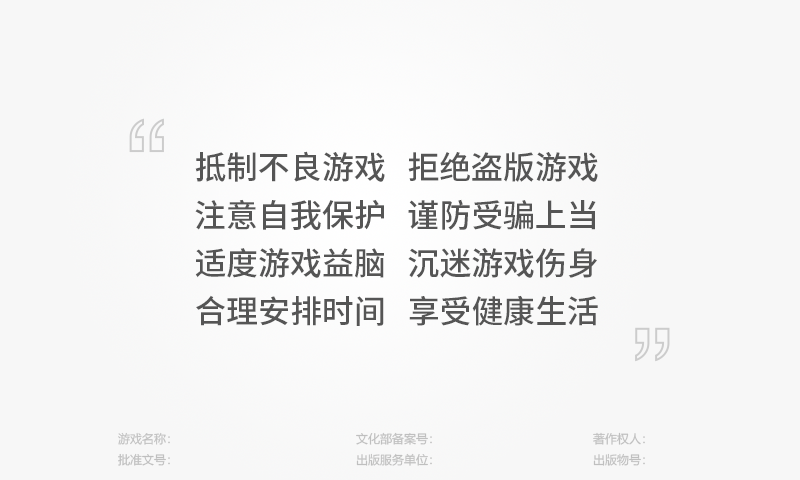 抵制不良游戏 拒绝盗版游戏
注意自我保护 谨防受骗上当
适度游戏益脑 沉迷游戏伤身
合理安排时间 享受健康生活
游戏名称： 文化部备案号： 著作权人：
批准文号： 出版服务单位： 出版物号：